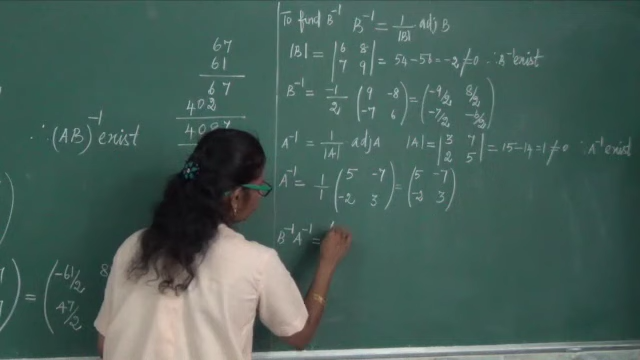 67
61
67
402
4087
∴ (AB)⁻¹ exist
= (-61/2 8
47/2
To find B⁻¹ B⁻¹ = 1/|B| adj B
|B| = |6 8
7 9| = 54-56 = -2 ≠ 0 ∴ B⁻¹ exist
B⁻¹ = -1/2 (9 -8
-7 6) = (-9/2 8/2
-7/2 -6/2)
A⁻¹ = 1/|A| adj A |A| = |3 7
2 5| = 15-14 = 1 ≠ 0 ∴ A⁻¹ exist
A⁻¹ = 1/1 (5 -7
-2 3) = (5 -7
-2 3)
B⁻¹A⁻¹ =